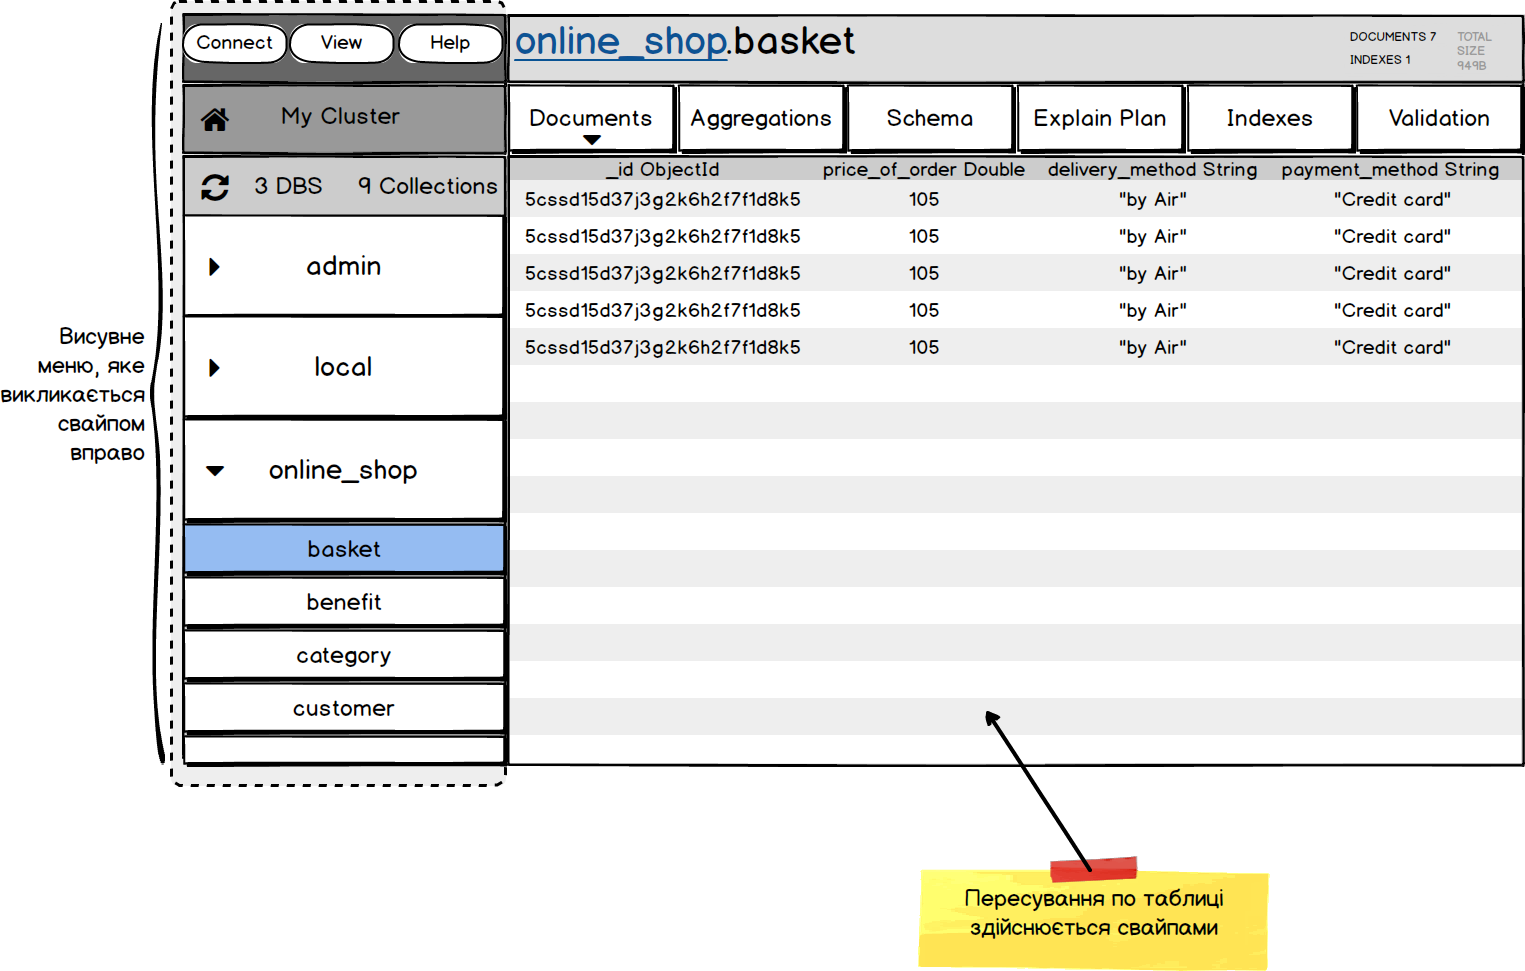 Connect View Help
online_shop.basket
DOCUMENTS 7
INDEXES 1
TOTAL
SIZE
949B
My Cluster
Documents Aggregations Schema Explain Plan Indexes Validation
3 DBS 9 Collections
_id ObjectId price_of_order Double delivery_method String payment_method String
5cssd15d37j3g2k6h2f7f1d8k5 105 "by Air" "Credit card"
5cssd15d37j3g2k6h2f7f1d8k5 105 "by Air" "Credit card"
5cssd15d37j3g2k6h2f7f1d8k5 105 "by Air" "Credit card"
5cssd15d37j3g2k6h2f7f1d8k5 105 "by Air" "Credit card"
5cssd15d37j3g2k6h2f7f1d8k5 105 "by Air" "Credit card"
admin
local
online_shop
basket
benefit
category
customer
Висувне
меню, яке
викликається
свайпом
вправо
Пересування по таблиці
здійснюється свайпами